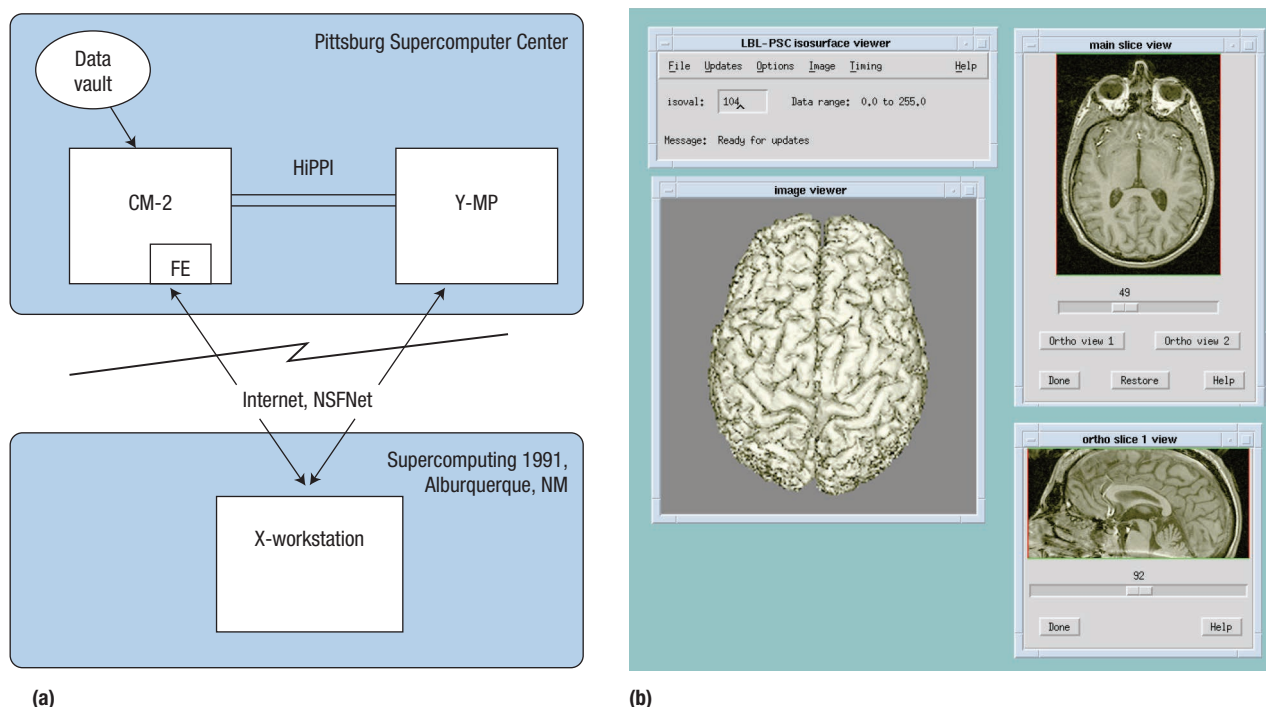 Pittsburg Supercomputer Center
Data
vault
HiPPI
CM-2
Y-MP
FE
Internet, NSFNet
Supercomputing 1991,
Alburquerque, NM
X-workstation
(a)
LBL-PSC isosurface viewer
File Updates Options Image Timing Help
isoval: 104 Data range: 0.0 to 255.0
Message: Ready for updates
image viewer
main slice view
49
Ortho view 1 Ortho view 2
Done Restore Help
ortho slice 1 view
92
Done Help
(b)